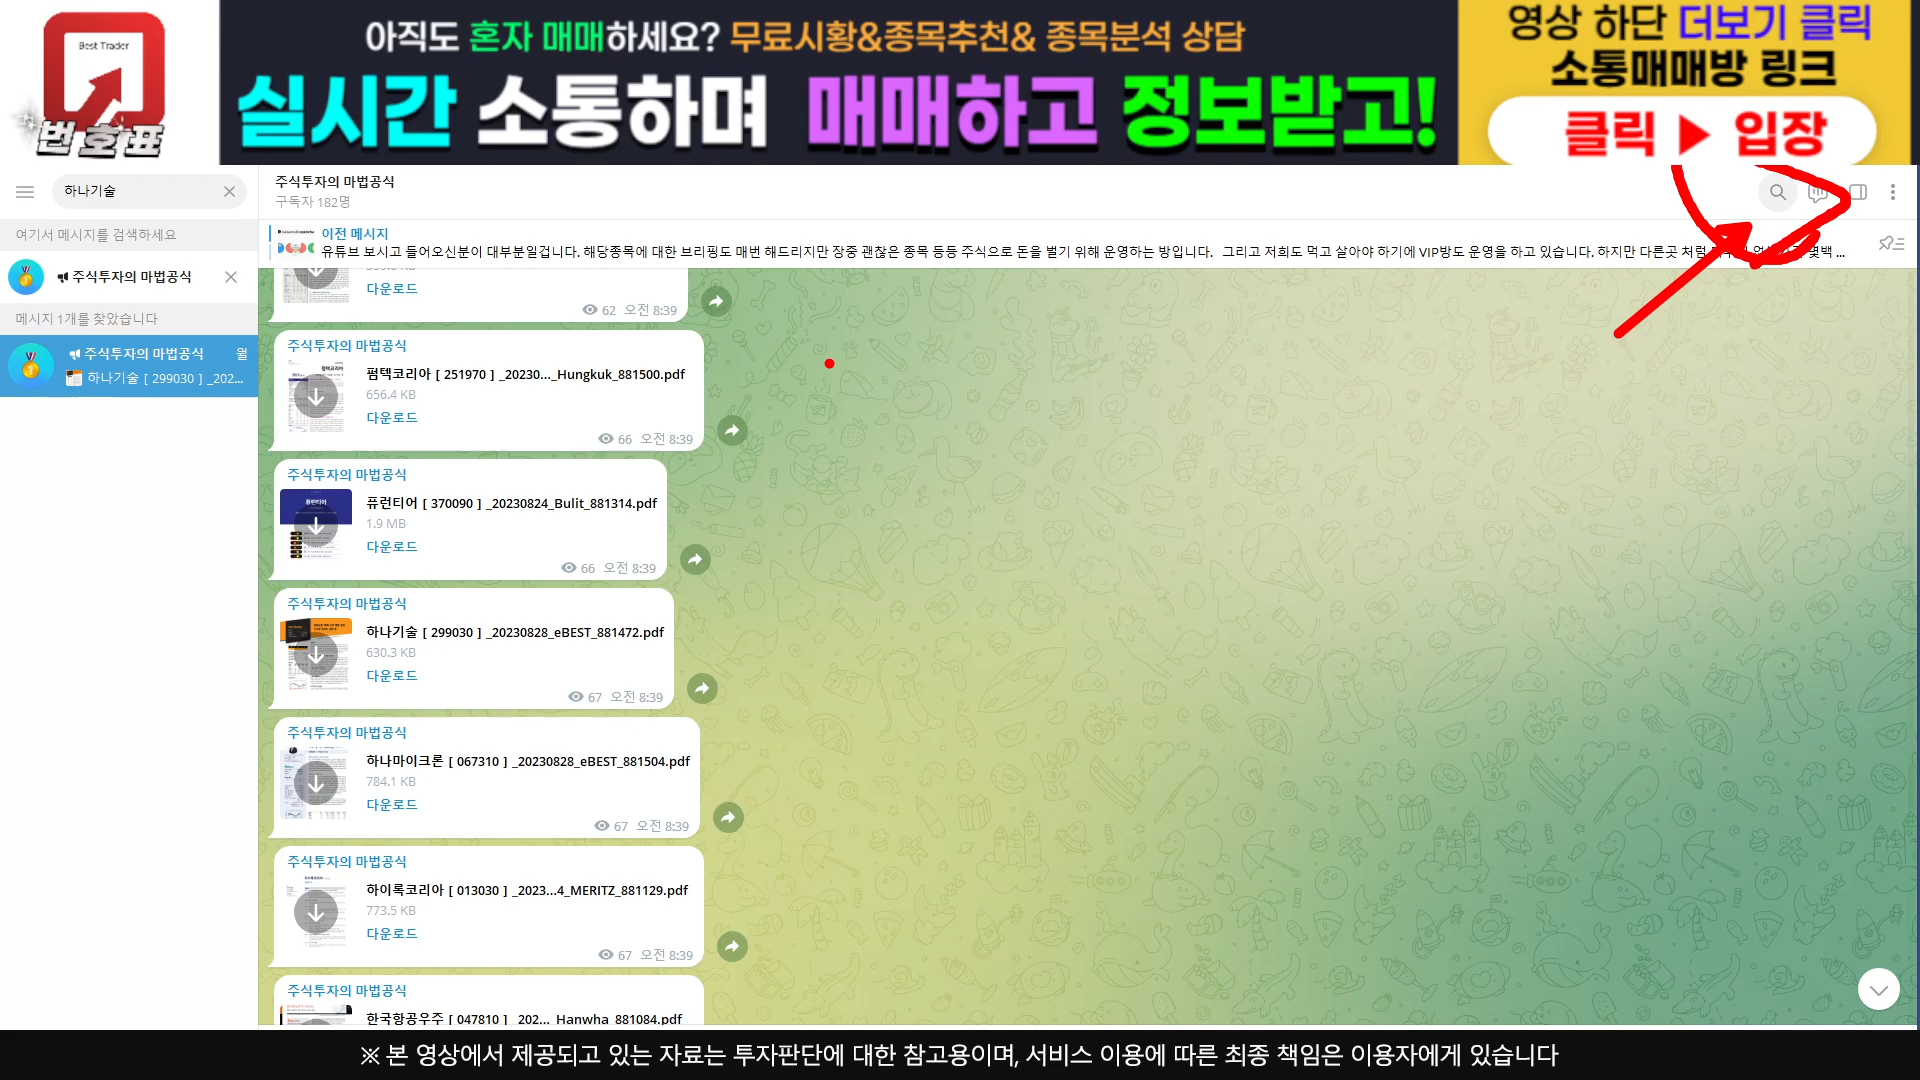 Best Trader
번호표
아직도 혼자 매매하세요? 무료시황&종목추천& 종목분석 상담
실시간 소통하며 매매하고 정보받고!
영상 하단 더보기 클릭
소통매매방 링크
클릭 ▶ 입장
하나기술
여기서 메시지를 검색하세요
주식투자의 마법공식
메시지 1개를 찾았습니다
주식투자의 마법공식 월
하나기술 [ 299030 ] _202...
주식투자의 마법공식
구독자 182명
이전 메시지
유튜브 보시고 들어오신분이 대부분일겁니다. 해당종목에 대한 브리핑도 매번 해드리지만 장중 괜찮은 종목 등등 주식으로 돈을 벌기 위해 운영하는 방입니다. 그리고 저희도 먹고 살아야 하기에 VIP방도 운영을 하고 있습니다. 하지만 다른곳 처럼 몇백 ...
다운로드
62 오전 8:39
주식투자의 마법공식
펌텍코리아 [ 251970 ] _20230..._Hungkuk_881500.pdf
656.4 KB
다운로드
66 오전 8:39
주식투자의 마법공식
퓨런티어
퓨런티어 [ 370090 ] _20230824_Bulit_881314.pdf
1.9 MB
다운로드
66 오전 8:39
주식투자의 마법공식
하나기술 [ 299030 ] _20230828_eBEST_881472.pdf
630.3 KB
다운로드
67 오전 8:39
주식투자의 마법공식
하나마이크론 [ 067310 ] _20230828_eBEST_881504.pdf
784.1 KB
다운로드
67 오전 8:39
주식투자의 마법공식
하이록코리아 [ 013030 ] _2023...4_MERITZ_881129.pdf
773.5 KB
다운로드
67 오전 8:39
주식투자의 마법공식
한국항공우주 [ 047810 ] _202..._Hanwha_881084.pdf
※ 본 영상에서 제공되고 있는 자료는 투자판단에 대한 참고용이며, 서비스 이용에 따른 최종 책임은 이용자에게 있습니다